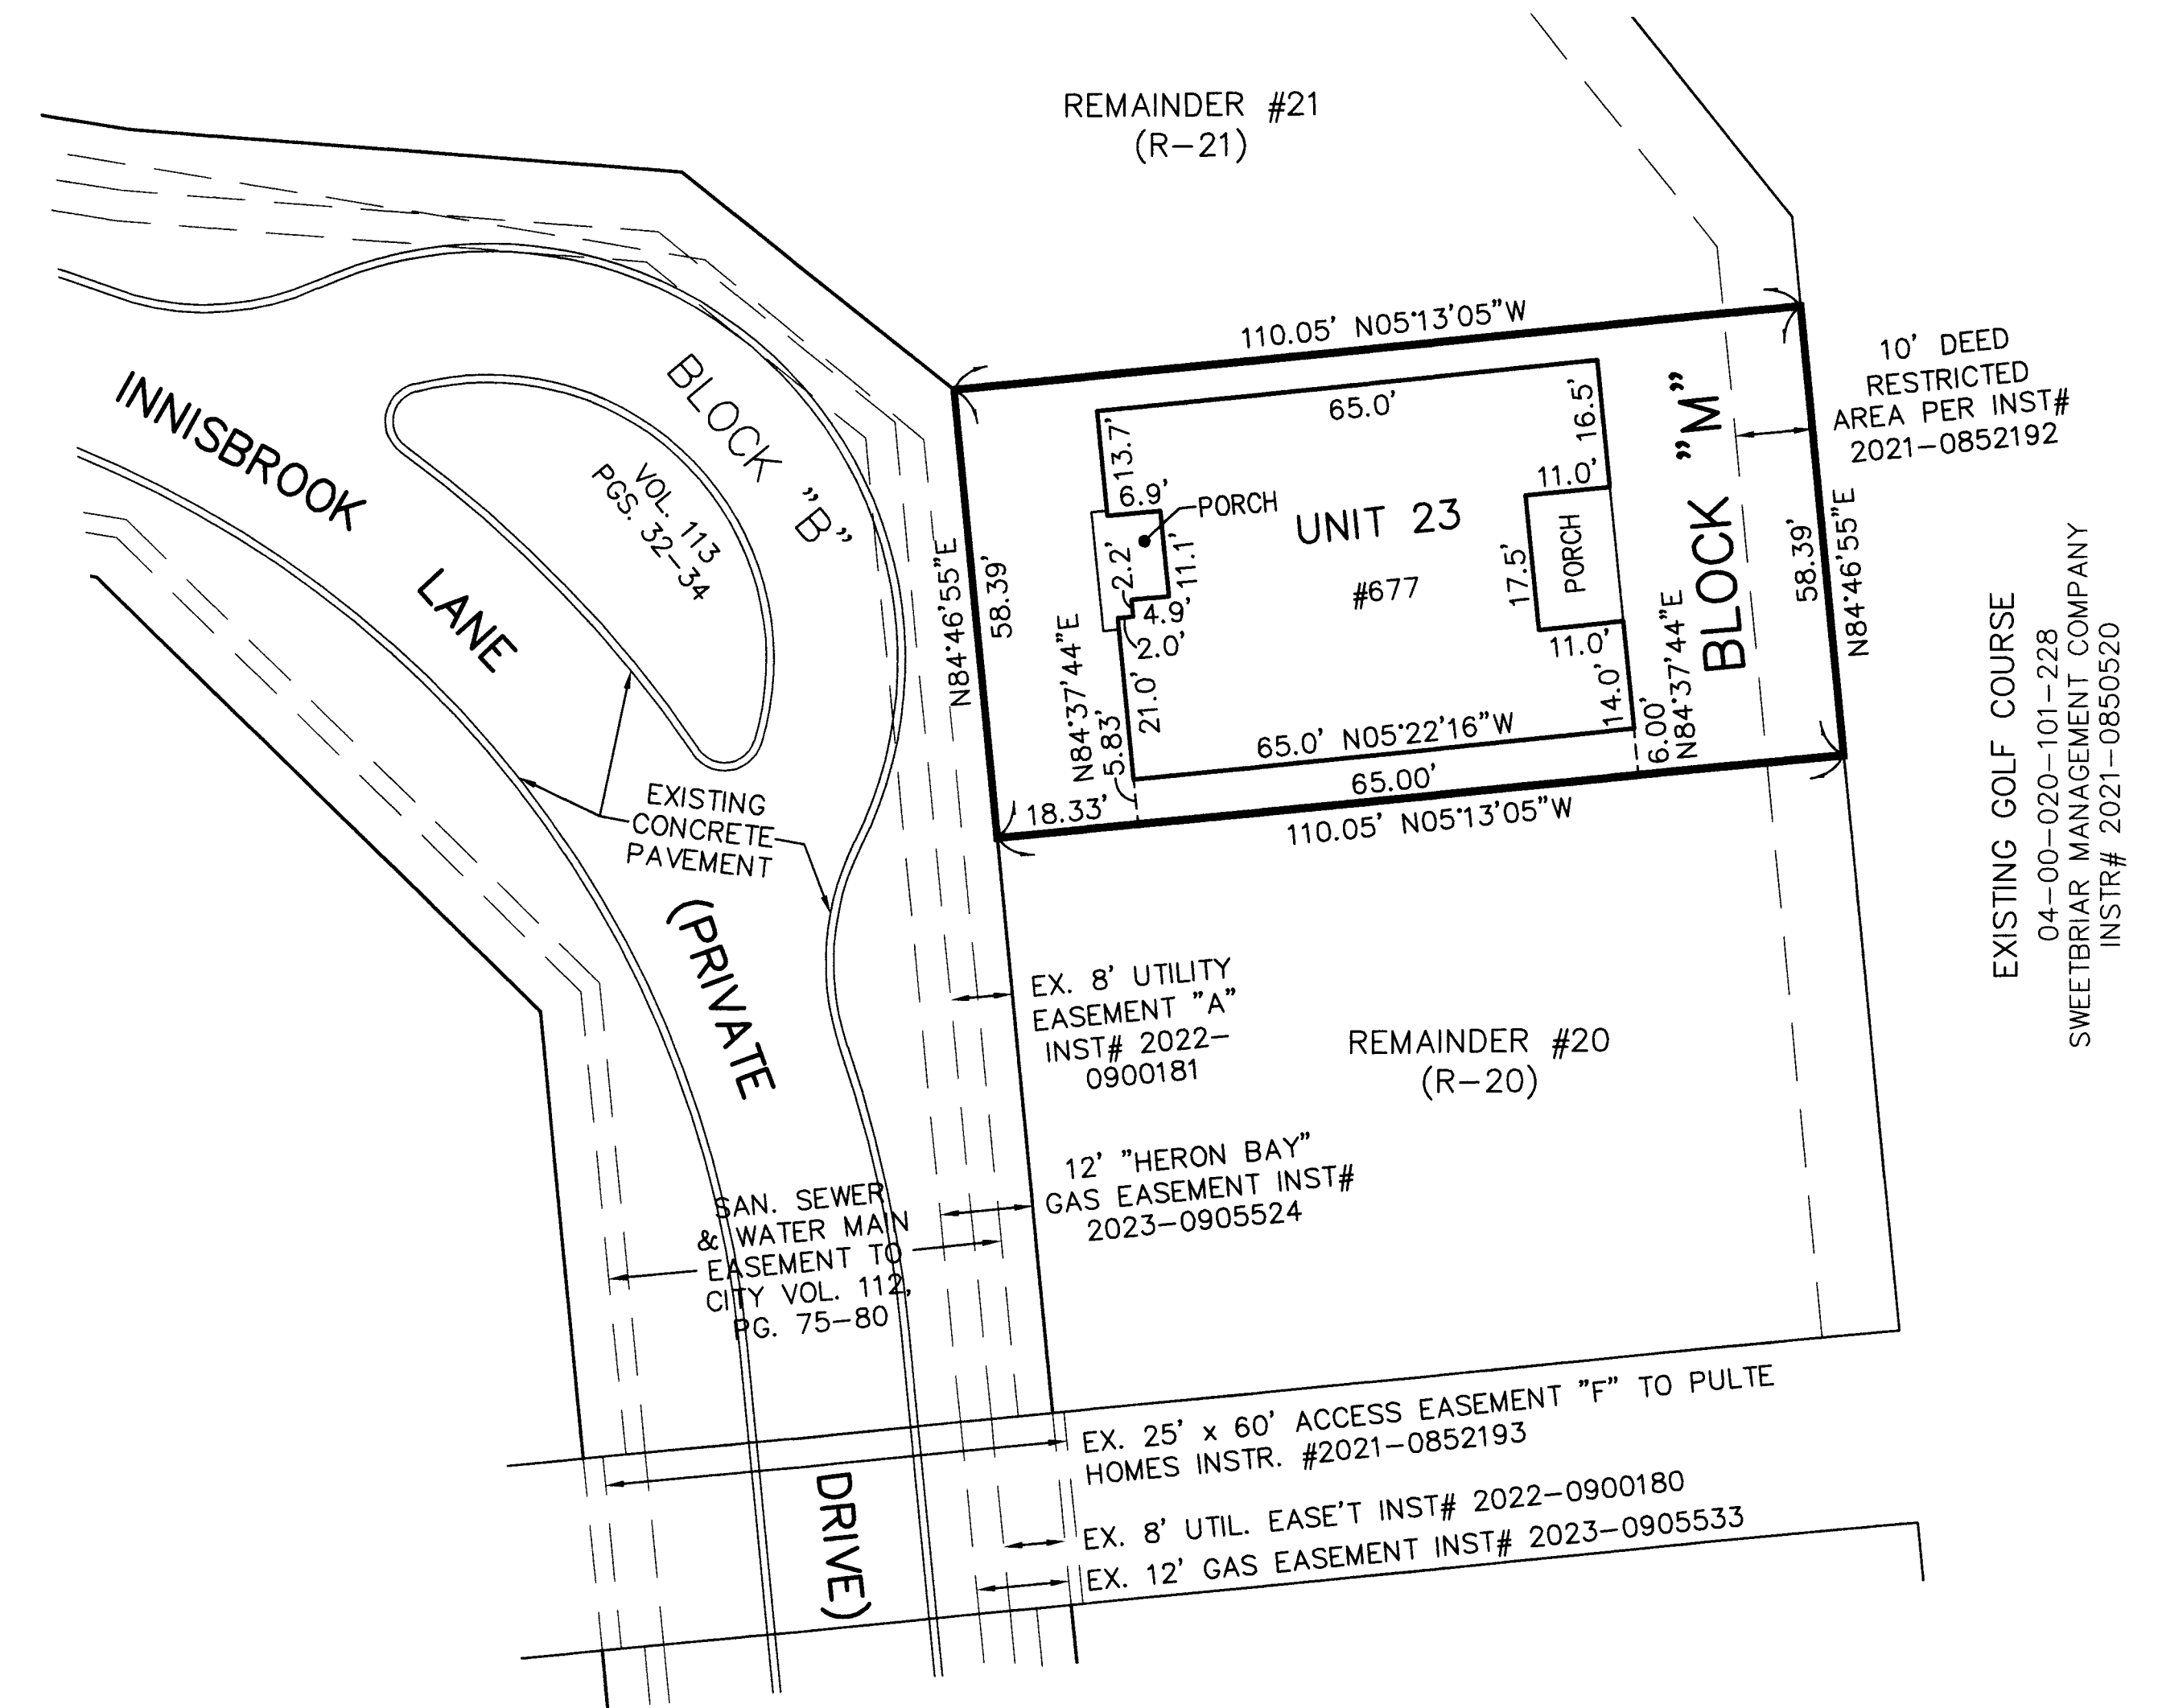 REMAINDER #21
(R-21)
110.05' N05°13'05"W
10' DEED
RESTRICTED
AREA PER INST#
2021-0852192
INNISBROOK
LANE
(PRIVATE
DRIVE)
BLOCK "B"
VOL. 113
PGS. 32-34
65.0'
13.7'
16.5'
6.9'
PORCH
11.0'
UNIT 23
#677
2.2'
11.1'
4.9'
2.0'
17.5'
PORCH
11.0'
BLOCK "M"
N84°46'55"E
58.39'
58.39'
N84°46'55"E
N84°37'44"E
5.83'
21.0'
14.0'
6.00'
N84°37'44"E
65.0' N05°22'16"W
65.00'
18.33'
110.05' N05°13'05"W
EXISTING GOLF COURSE
04-00-020-101-228
SWEETBRIAR MANAGEMENT COMPANY
INSTR# 2021-0850520
EXISTING
CONCRETE
PAVEMENT
EX. 8' UTILITY
EASEMENT "A"
INST# 2022-
0900181
REMAINDER #20
(R-20)
12' "HERON BAY"
GAS EASEMENT INST#
2023-0905524
SAN. SEWER
& WATER MAIN
EASEMENT TO
CITY VOL. 112,
PG. 75-80
EX. 25' x 60' ACCESS EASEMENT "F" TO PULTE
HOMES INSTR. #2021-0852193
EX. 8' UTIL. EASE'T INST# 2022-0900180
EX. 12' GAS EASEMENT INST# 2023-0905533